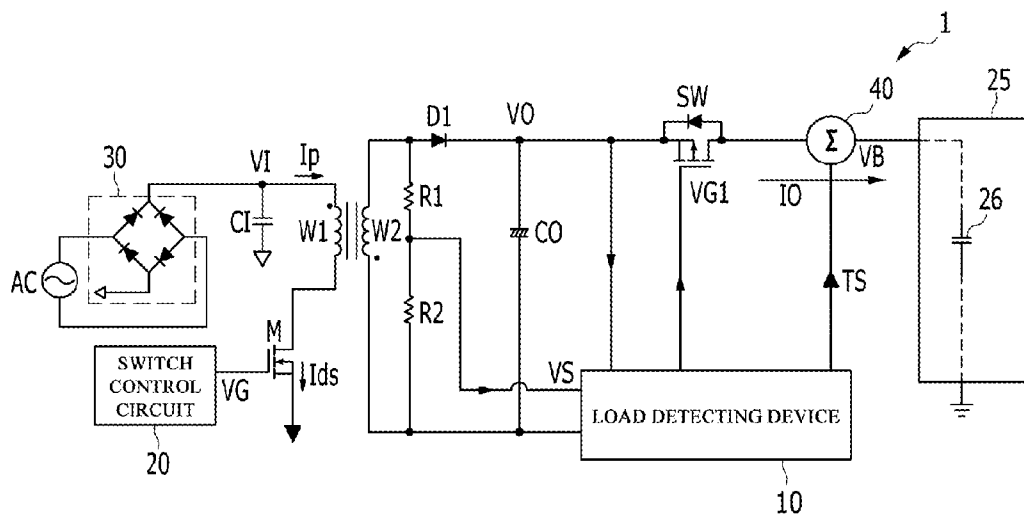 1
25
SW
40
D1
VO
30
VI
Ip
Σ
VB
R1
VG1
IO
26
CI
W1
W2
CO
AC
TS
R2
M
SWITCH
CONTROL
CIRCUIT
VG
Ids
VS
LOAD DETECTING DEVICE
20
10